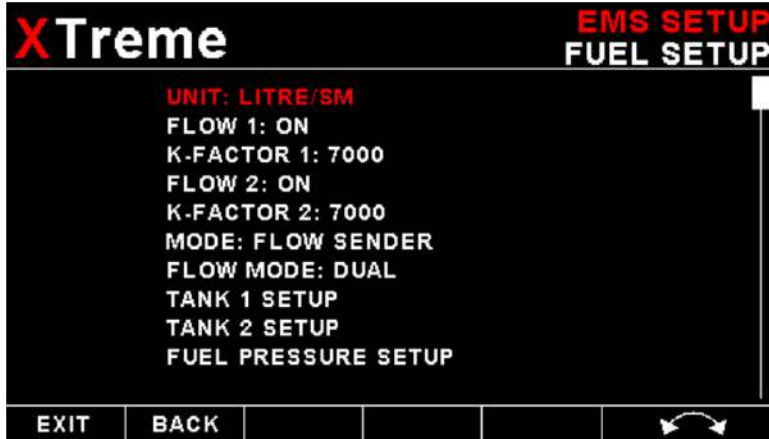 XTreme
EMS SETUP
FUEL SETUP
UNIT: LITRE/SM
FLOW 1: ON
K-FACTOR 1: 7000
FLOW 2: ON
K-FACTOR 2: 7000
MODE: FLOW SENDER
FLOW MODE: DUAL
TANK 1 SETUP
TANK 2 SETUP
FUEL PRESSURE SETUP
EXIT BACK